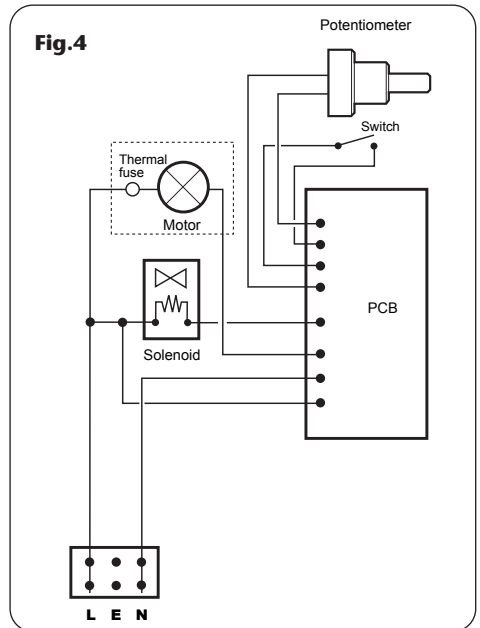 Fig.4
Potentiometer
Switch
Thermal
fuse
Motor
Solenoid
PCB
L E N